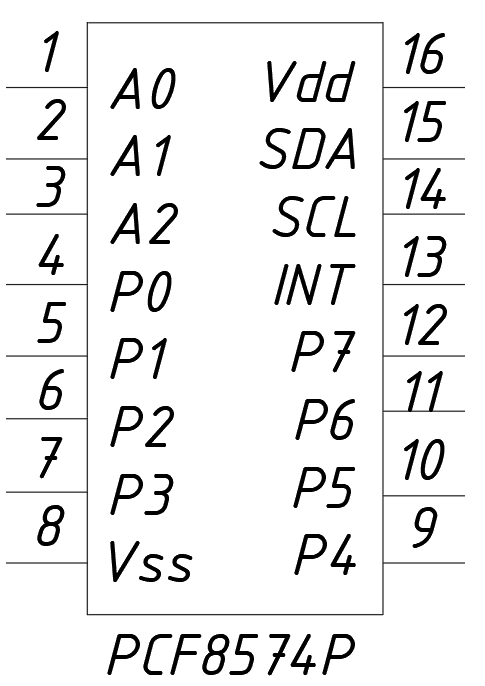 1 A0 Vdd 16
2 A1 SDA 15
3 A2 SCL 14
4 P0 INT 13
5 P1 P7 12
6 P2 P6 11
7 P3 P5 10
8 Vss P4 9
PCF8574P